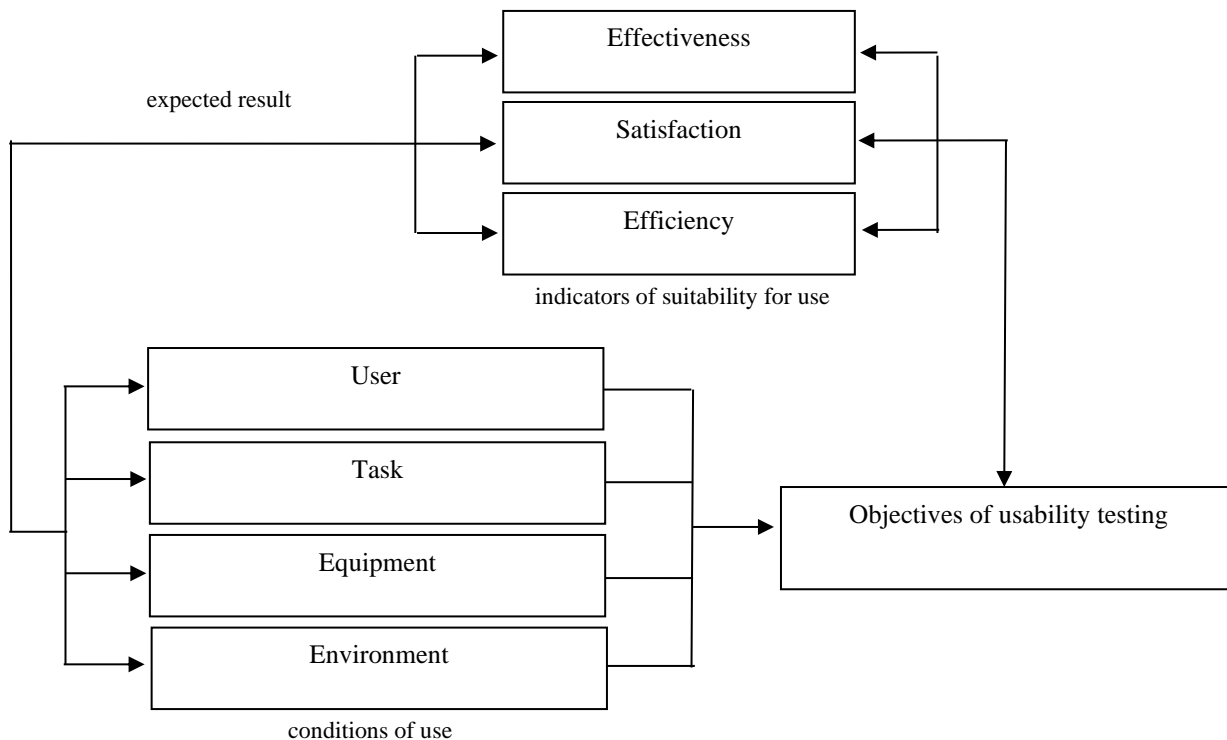 Effectiveness
expected result
Satisfaction
Efficiency
indicators of suitability for use
User
Task
Objectives of usability testing
Equipment
Environment
conditions of use